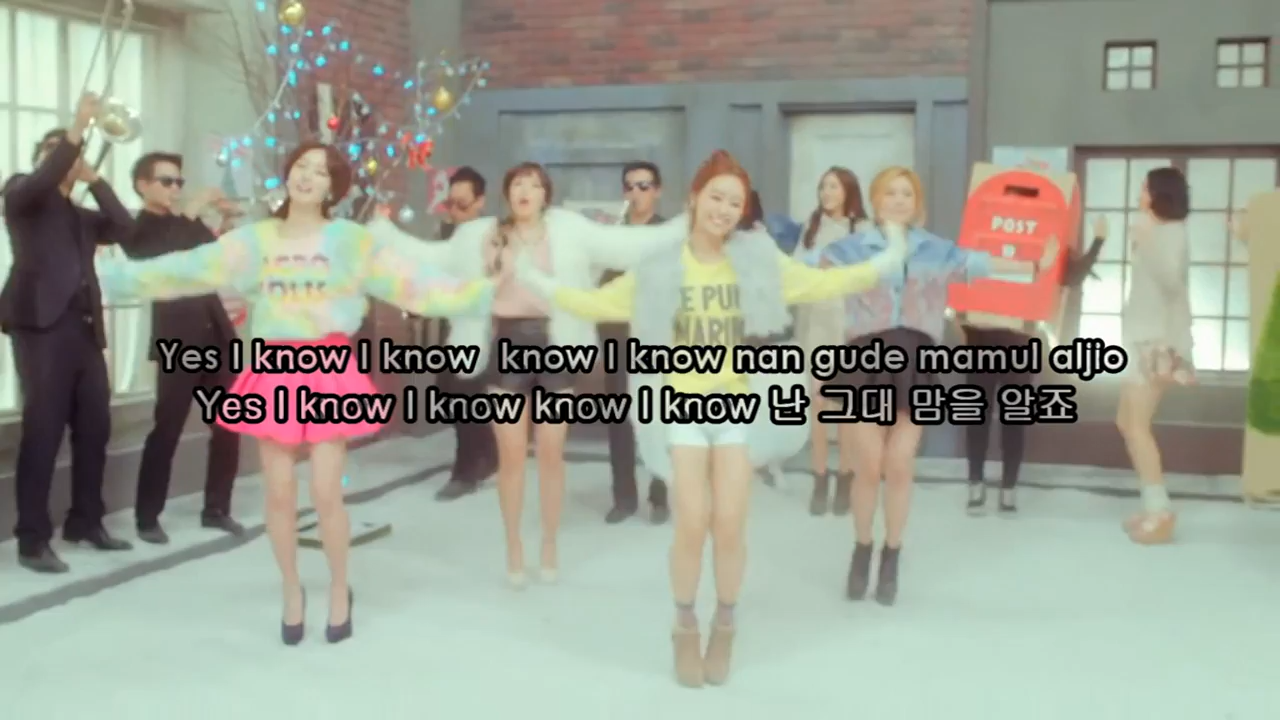 POST
Yes I know I know  know I know nan gude mamul aljio
Yes I know I know know I know 난 그대 맘을 알죠